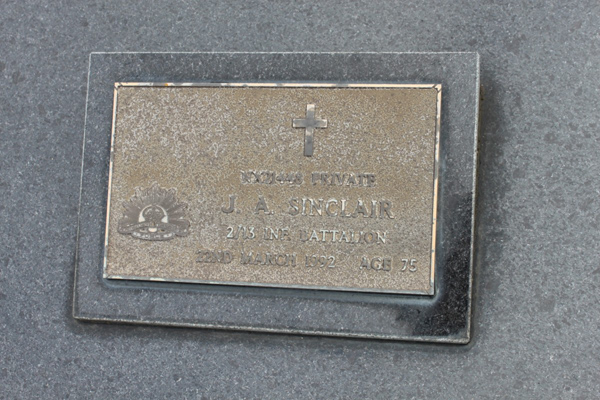 PRIVATE
J. A. SINCLAIR
INF. BATTALION
22ND MARCH 1992 AGE 75